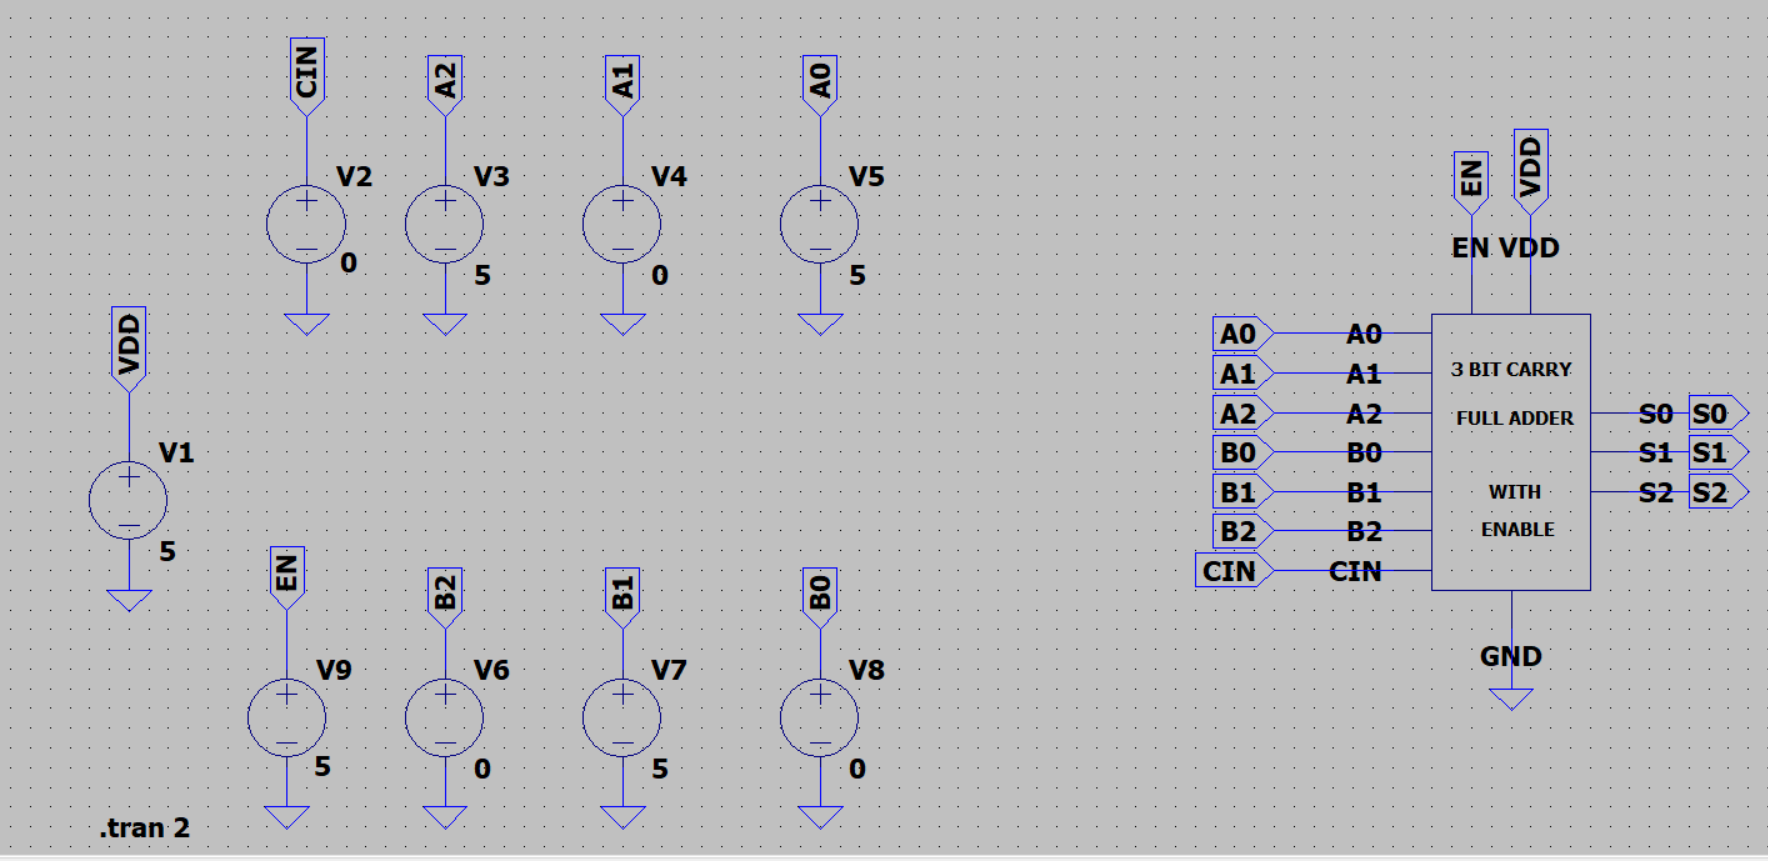 CIN
A2
A1
A0
V2
V3
V4
V5
0
5
0
5
VDD
V1
5
EN
B2
B1
B0
V9
V6
V7
V8
5
0
5
0
.tran 2
EN
VDD
EN VDD
A0 A0
A1 A1
A2 A2
B0 B0
B1 B1
B2 B2
CIN CIN
3 BIT CARRY
FULL ADDER
WITH
ENABLE
S0 S0
S1 S1
S2 S2
GND